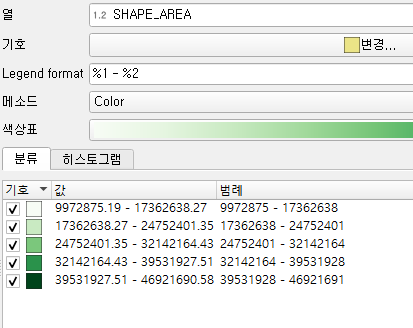 열 1.2 SHAPE_AREA
기호 변경...
Legend format %1 - %2
메소드 Color
색상표
분류 히스토그램
기호 값 범례
9972875.19 - 17362638.27 9972875 - 17362638
17362638.27 - 24752401.35 17362638 - 24752401
24752401.35 - 32142164.43 24752401 - 32142164
32142164.43 - 39531927.51 32142164 - 39531928
39531927.51 - 46921690.58 39531928 - 46921691